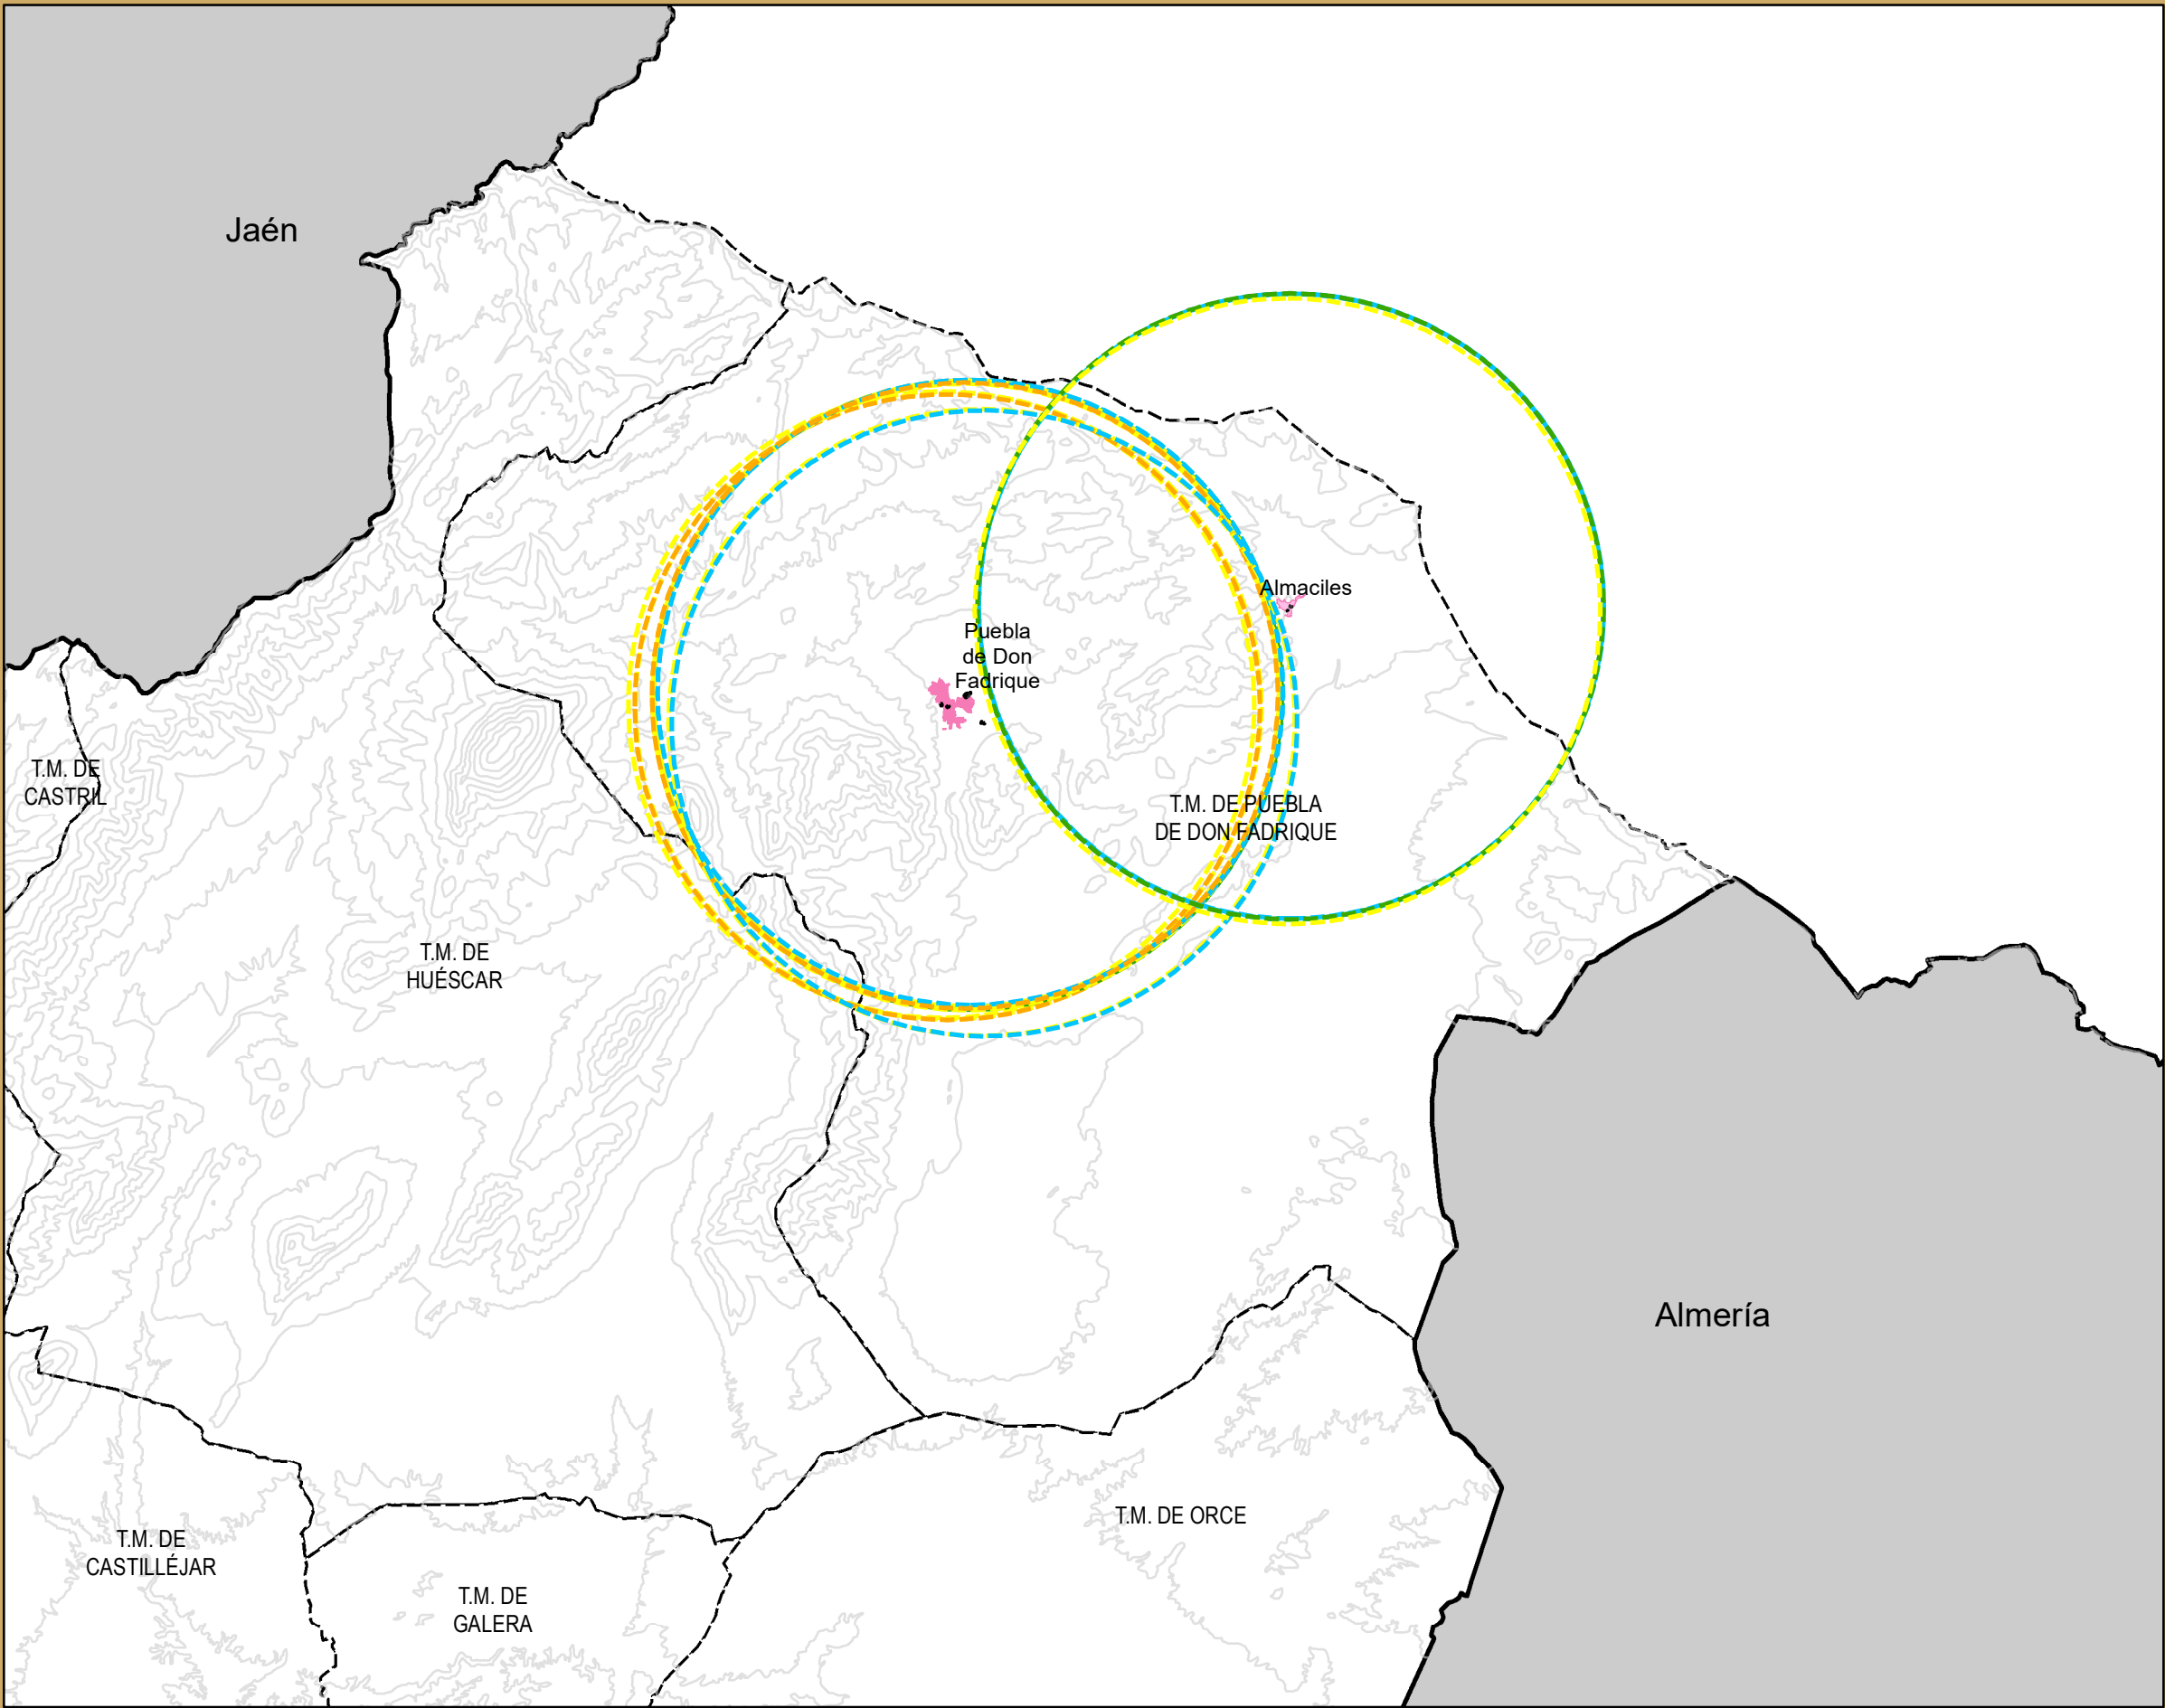 Jaén
Almaciles
Puebla
de Don
Fadrique
T.M. DE
CASTRIL
T.M. DE PUEBLA
DE DON FADRIQUE
T.M. DE
HUÉSCAR
Almería
T.M. DE ORCE
T.M. DE
CASTILLÉJAR
T.M. DE
GALERA